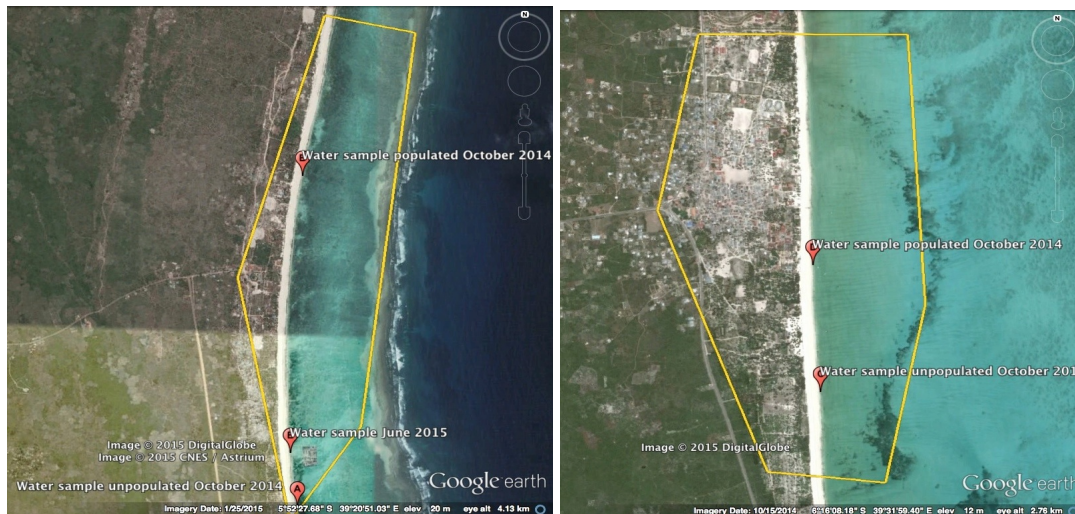 N
Water sample populated October 2014
Water sample June 2015
Image © 2015 DigitalGlobe
Image © 2015 CNES / Astrium
Water sample unpopulated October 2014
A
Google earth
Imagery Date: 1/25/2015 5°52'27.68" S 39°20'51.03" E elev 20 m eye alt 4.13 km
N
Water sample populated October 2014
Water sample unpopulated October 201
Image © 2015 DigitalGlobe
Google earth
Imagery Date: 10/15/2014 6°16'08.18" S 39°31'59.40" E elev 12 m eye alt 2.76 km